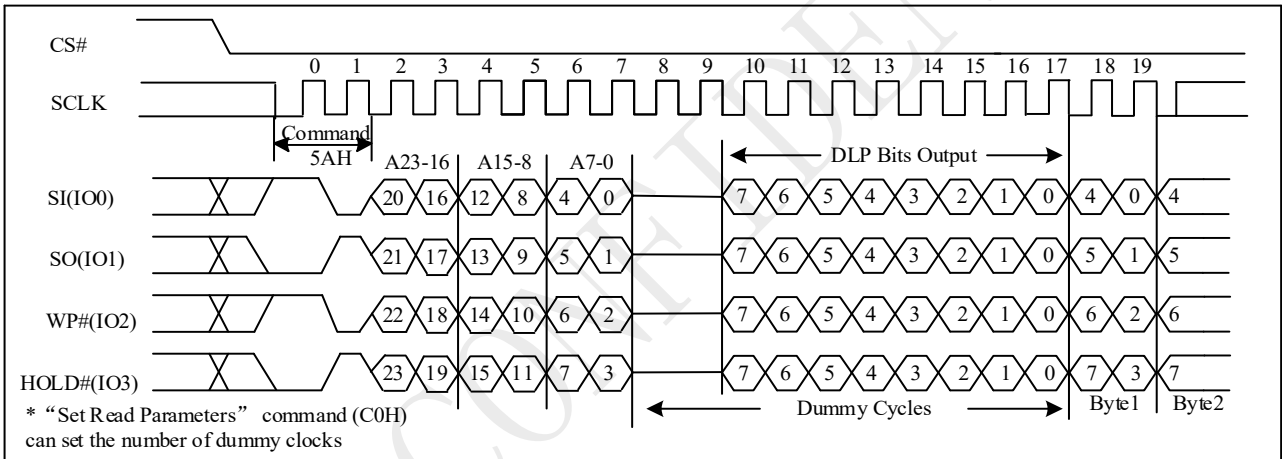 CS#
0 1 2 3 4 5 6 7 8 9 10 11 12 13 14 15 16 17 18 19
SCLK
Command
5AH
A23-16 A15-8 A7-0
DLP Bits Output
SI(IO0) 20 16 12 8 4 0 7 6 5 4 3 2 1 0 4 0 4
SO(IO1) 21 17 13 9 5 1 7 6 5 4 3 2 1 0 5 1 5
WP#(IO2) 22 18 14 10 6 2 7 6 5 4 3 2 1 0 6 2 6
HOLD#(IO3) 23 19 15 11 7 3 7 6 5 4 3 2 1 0 7 3 7
Dummy Cycles Byte1 Byte2
* “Set Read Parameters” command (C0H)
can set the number of dummy clocks
CONFIDE